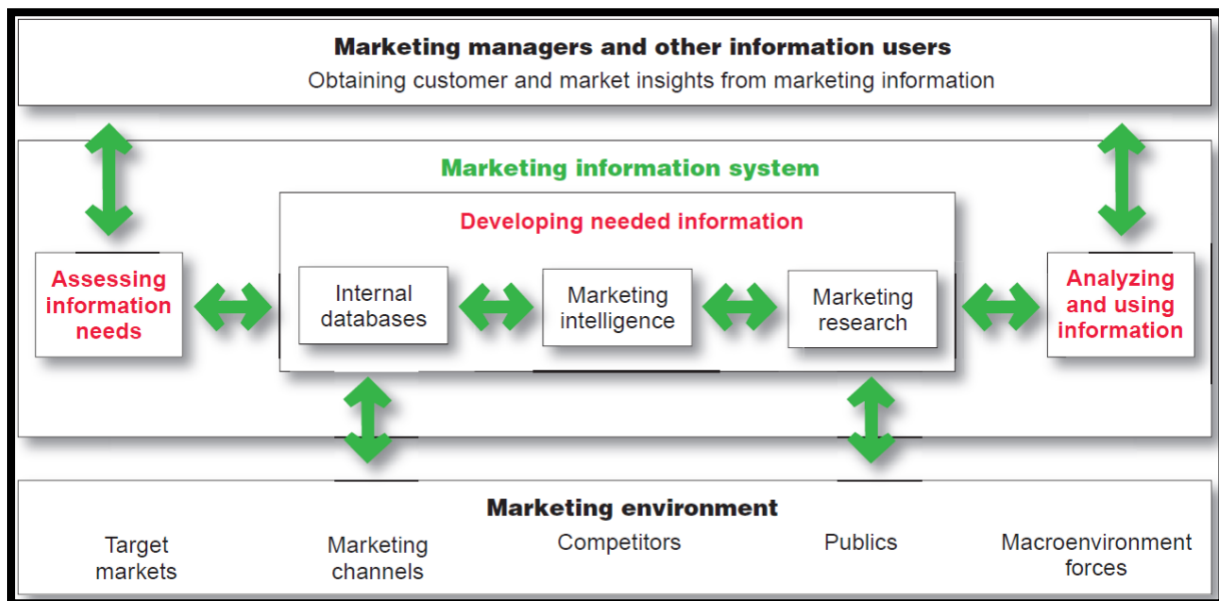 Marketing managers and other information users
Obtaining customer and market insights from marketing information
Marketing information system
Developing needed information
Assessing
information
needs
Internal
databases
Marketing
intelligence
Marketing
research
Analyzing
and using
information
Marketing environment
Target
markets
Marketing
channels
Competitors
Publics
Macroenvironment
forces